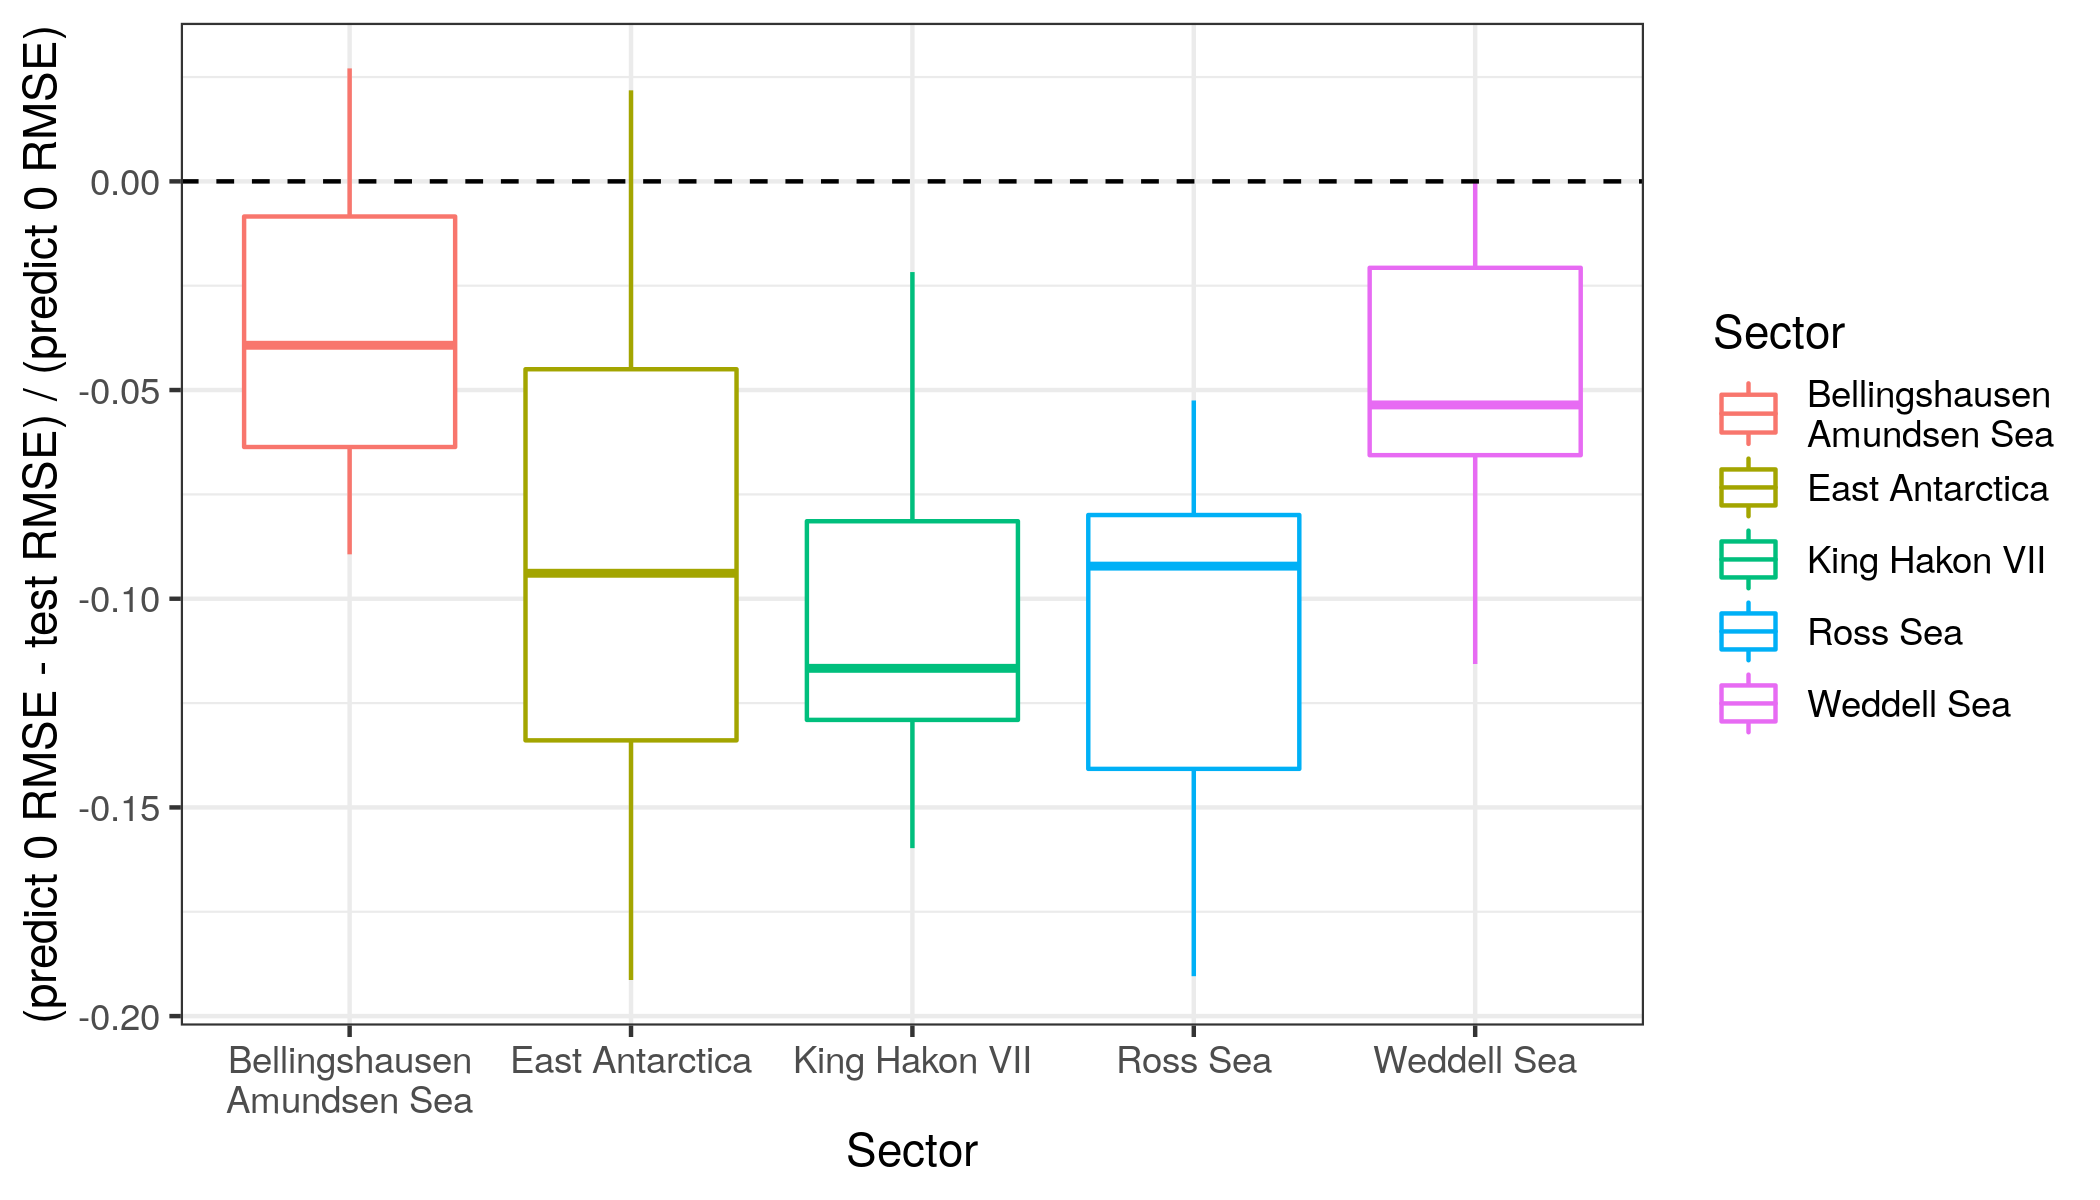 (predict 0 RMSE - test RMSE) / (predict 0 RMSE)
0.00
-0.05
-0.10
-0.15
-0.20
Bellingshausen
Amundsen Sea
East Antarctica
King Hakon VII
Ross Sea
Weddell Sea
Sector
Sector
Bellingshausen
Amundsen Sea
East Antarctica
King Hakon VII
Ross Sea
Weddell Sea